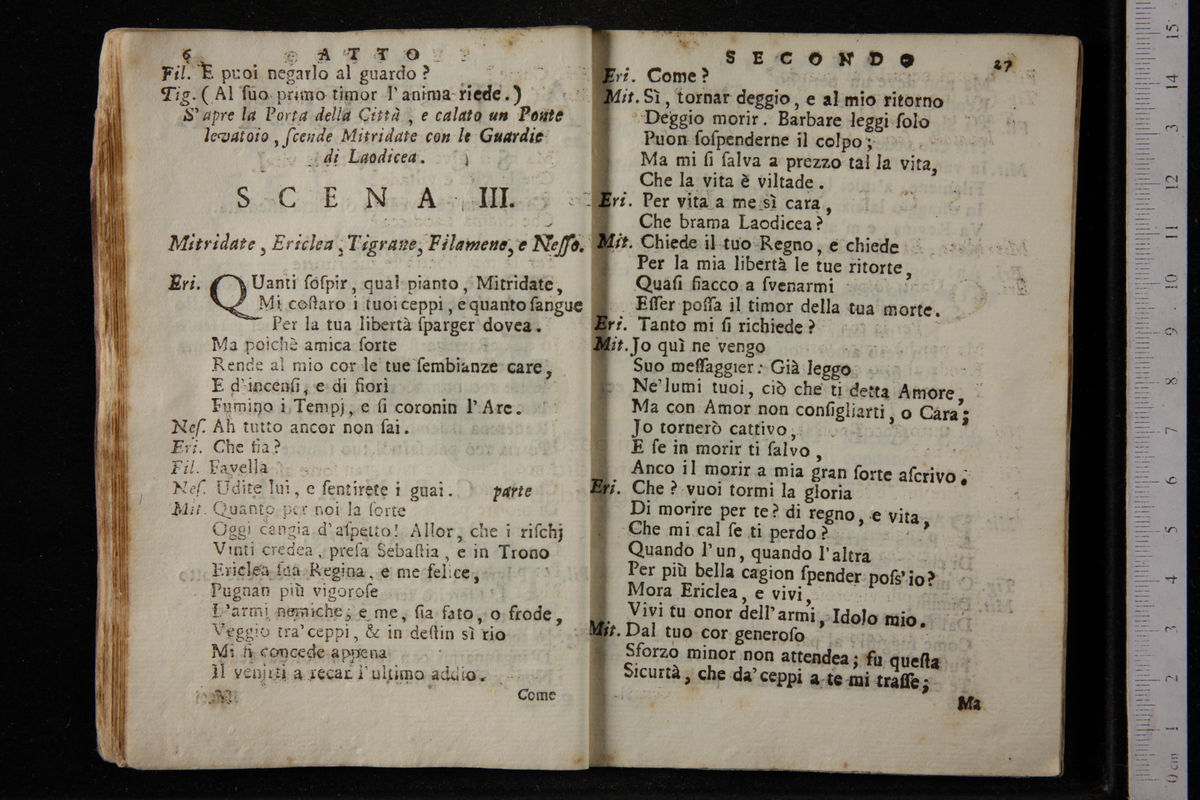 6 ATTO
Fil. E puoi negarlo al guardo ?
Tig. ( Al ſuo primo timor l'anima riede. )
S'apre la Porta della Città , e calato un Ponte
levatoio , ſcende Mitridate con le Guardie
di Laodicea .
SCENA III.
Mitridate , Ericlea , Tigrane, Filamene, e Neſſo.
Eri. QUanti ſoſpir, qual pianto, Mitridate,
Mi coſtaro i tuoi ceppi , e quanto ſangue
Per la tua libertà ſparger dovea .
Ma poichè amica ſorte
Rende al mio cor le tue ſembianze care,
E d'incenſi, e di fiori
Fumino i Tempj, e ſi coronin l'Are.
Neſ. Ah tutto ancor non ſai .
Eri. Che fia ?
Fil. Favella
Neſ. Udite lui, e ſentirete i guai . parte
Mit. Quanto per noi la ſorte
Oggi cangia d'aſpetto! Allor, che i riſchj
Vinti credea, preſa Sebaſtia , e in Trono
Ericlea ſua Regina, e me felice,
Pugnan più vigoroſe
L'armi nemiche; e me, ſia fato, o frode,
Veggio tra' ceppi, & in deſtin sì rio
Mi ſi concede appena
Il venirti a recar l'ultimo addio.
Come
SECONDO 27
Eri. Come ?
Mit. Sì, tornar deggio, e al mio ritorno
Deggio morir. Barbare leggi ſolo
Puon ſoſpenderne il colpo ;
Ma mi ſi ſalva a prezzo tal la vita,
Che la vita è viltade .
Eri. Per vita a me sì cara ,
Che brama Laodicea ?
Mit. Chiede il tuo Regno, e chiede
Per la mia libertà le tue ritorte,
Quaſi fiacco a ſvenarmi
Eſſer poſſa il timor della tua morte.
Eri. Tanto mi ſi richiede ?
Mit. Jo quì ne vengo
Suo meſſaggier : Già leggo
Ne'lumi tuoi, ciò che ti detta Amore,
Ma con Amor non conſigliarti, o Cara ;
Jo tornerò cattivo,
E ſe in morir ti ſalvo ,
Anco il morir a mia gran ſorte aſcrivo.
Eri. Che ? vuoi tormi la gloria
Di morire per te? di regno, e vita,
Che mi cal ſe ti perdo ?
Quando l'un, quando l'altra
Per più bella cagion ſpender poſs'io?
Mora Ericlea, e vivi,
Vivi tu onor dell'armi, Idolo mio.
Mit. Dal tuo cor generoſo
Sforzo minor non attendea ; fu queſta
Sicurtà, che da' ceppi a te mi traſſe ;
Ma